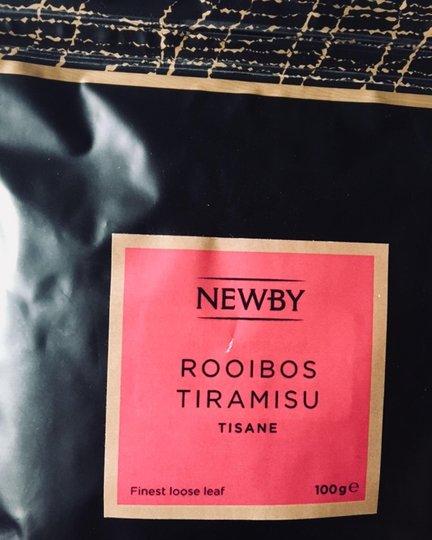 NEWBY
ROOIBOS
TIRAMISU
TISANE
Finest loose leaf 100g℮